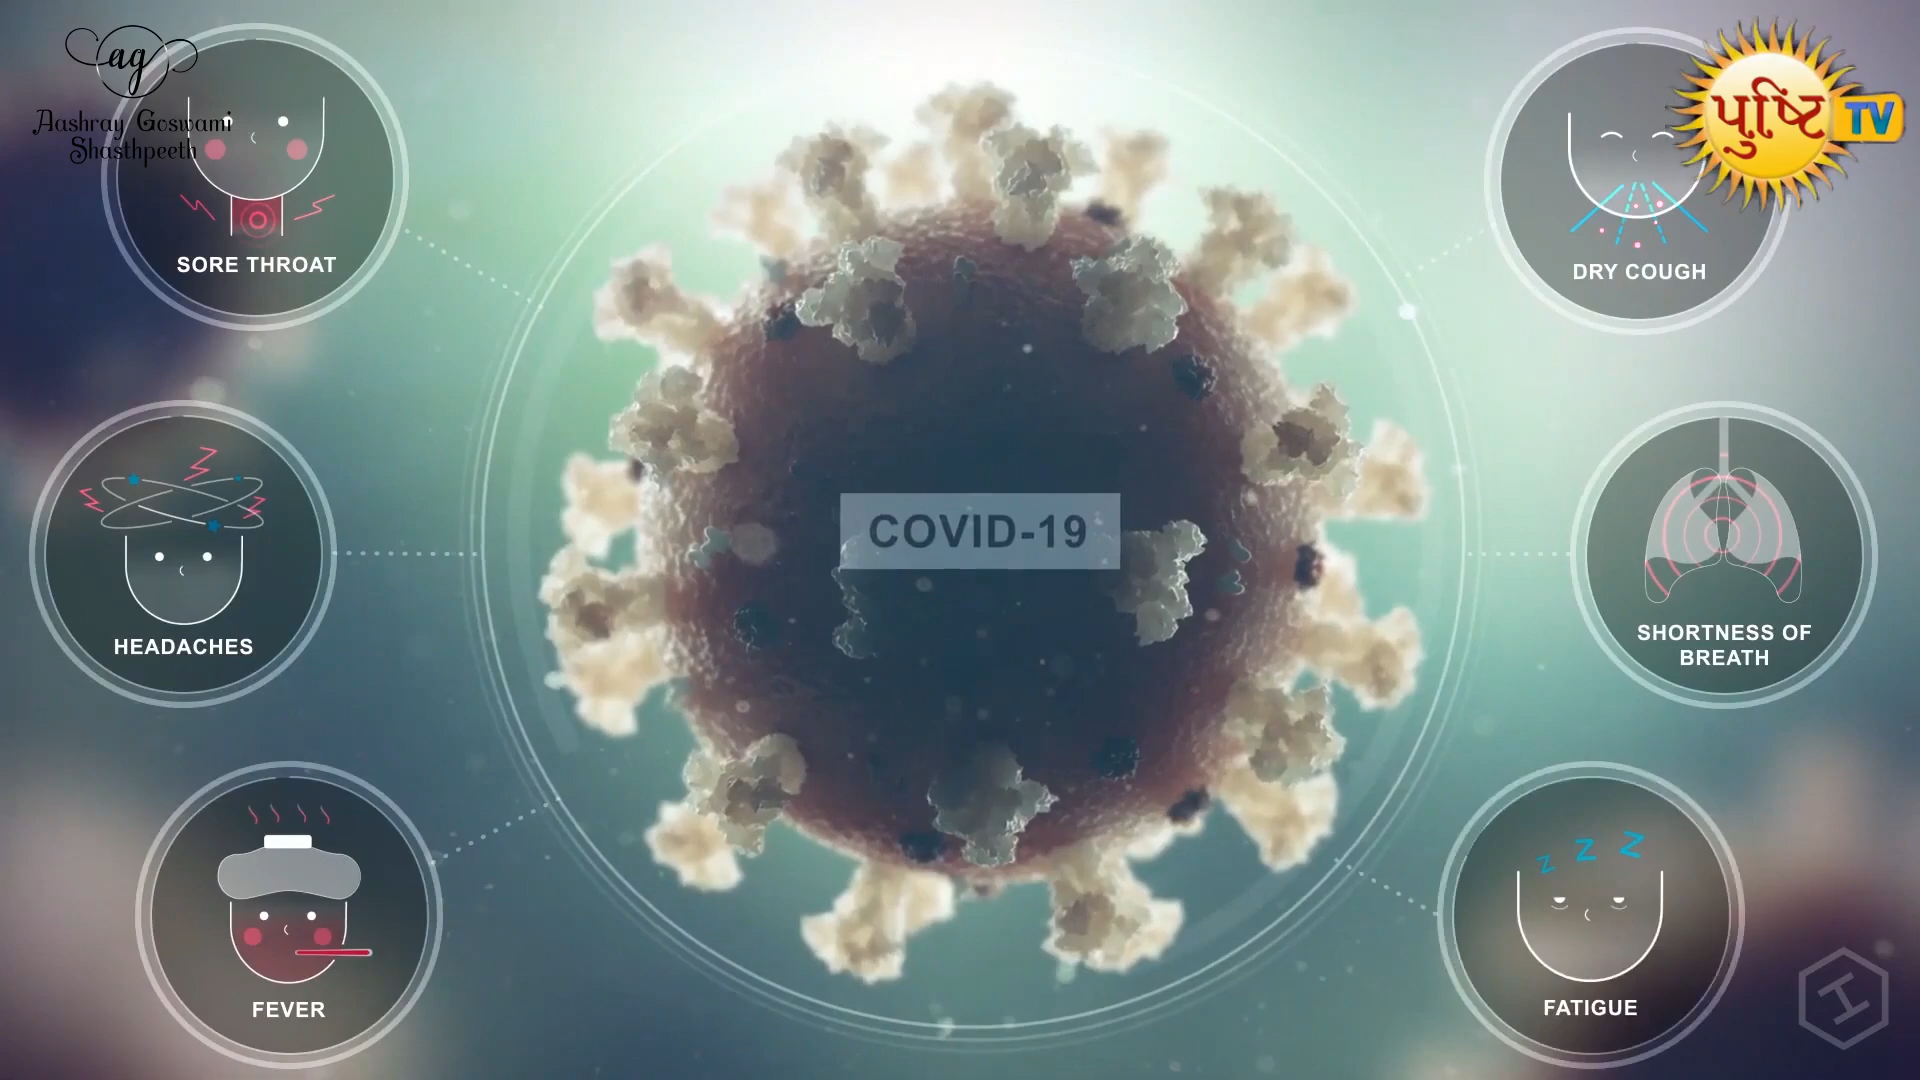 ag
Aashray Goswami
Shasthpeeth
पुष्टि TV
SORE THROAT
DRY COUGH
COVID-19
HEADACHES
SHORTNESS OF
BREATH
FEVER
FATIGUE